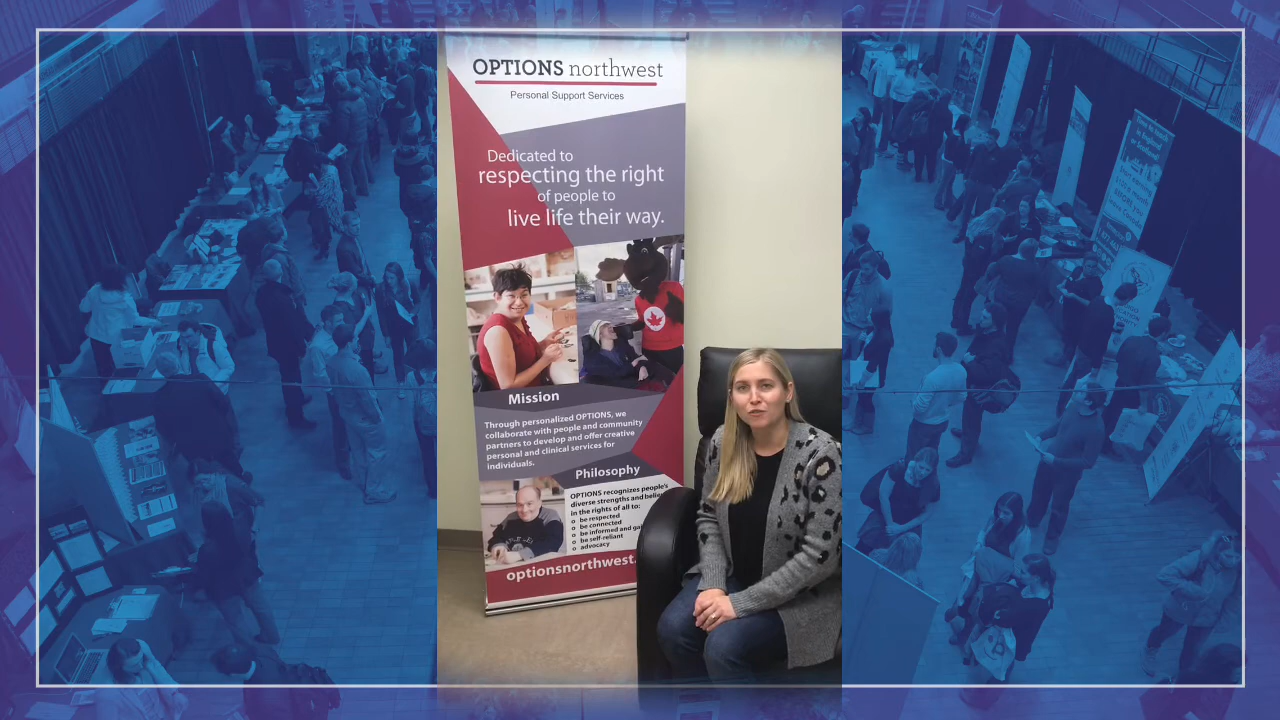 OPTIONS northwest
Personal Support Services
Dedicated to
respecting the right
of people to
live life their way.
Mission
Through personalized OPTIONS, we
collaborate with people and community
partners to develop and offer creative
personal and clinical services for
individuals.
Philosophy
OPTIONS recognizes people's
diverse strengths and
in the rights of all to:
o be respected
o be connected
o be informed and
o be self-reliant
o advocacy
optionsnorthwest.